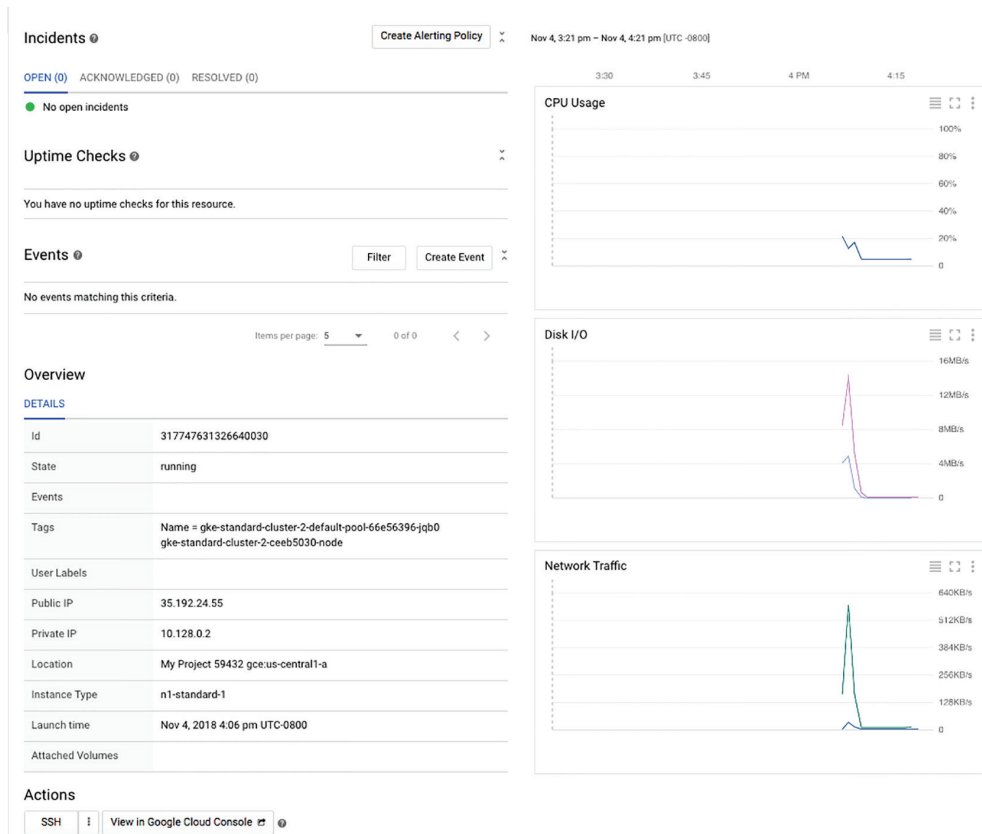 Incidents
Create Alerting Policy
OPEN (0) ACKNOWLEDGED (0) RESOLVED (0)
No open incidents
Uptime Checks
You have no uptime checks for this resource.
Events
Filter Create Event
No events matching this criteria.
Items per page: 5 0 of 0
Overview
DETAILS
Id 317747631326640030
State running
Events
Tags Name = gke-standard-cluster-2-default-pool-66e56396-jqb0
gke-standard-cluster-2-ceeb5030-node
User Labels
Public IP 35.192.24.55
Private IP 10.128.0.2
Location My Project 59432 gce:us-central1-a
Instance Type n1-standard-1
Launch time Nov 4, 2018 4:06 pm UTC-0800
Attached Volumes
Actions
SSH View in Google Cloud Console
Nov 4, 3:21 pm – Nov 4, 4:21 pm [UTC -0800]
3:30 3:45 4 PM 4:15
CPU Usage
100%
80%
60%
40%
20%
0
Disk I/O
16MB/s
12MB/s
8MB/s
4MB/s
0
Network Traffic
640KB/s
512KB/s
384KB/s
256KB/s
128KB/s
0